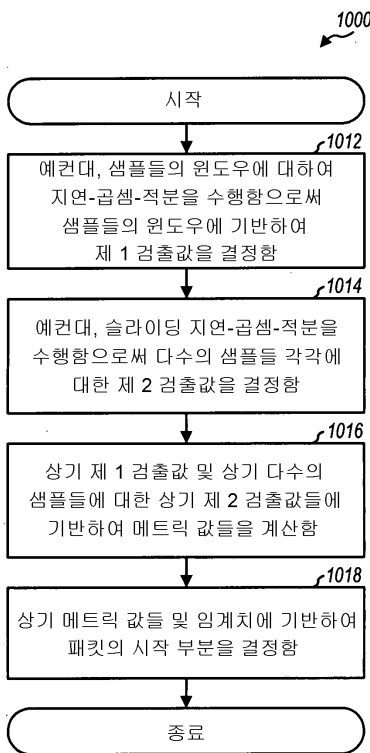 1000
시작
1012
예컨대, 샘플들의 윈도우에 대하여
지연-곱셈-적분을 수행함으로써
샘플들의 윈도우에 기반하여
제 1 검출값을 결정함
1014
예컨대, 슬라이딩 지연-곱셈-적분을
수행함으로써 다수의 샘플들 각각에
대한 제 2 검출값을 결정함
1016
상기 제 1 검출값 및 상기 다수의
샘플들에 대한 상기 제 2 검출값들에
기반하여 메트릭 값들을 계산함
1018
상기 메트릭 값들 및 임계치에 기반하여
패킷의 시작 부분을 결정함
종료